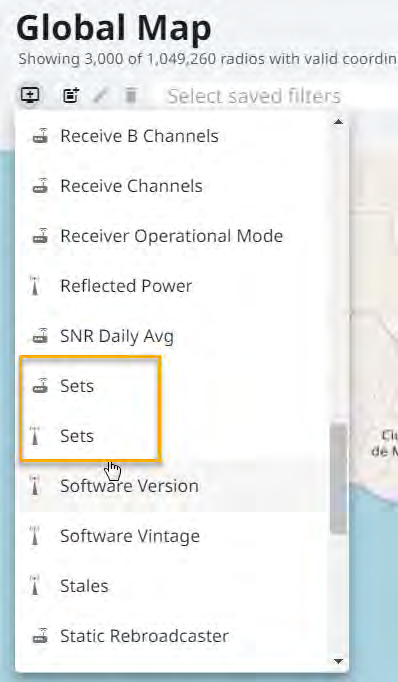 Global Map
Showing 3,000 of 1,049,260 radios with valid coordin
Select saved filters
Receive B Channels
Receive Channels
Receiver Operational Mode
Reflected Power
SNR Daily Avg
Sets
Sets
Software Version
Software Vintage
Stales
Static Rebroadcaster
de M